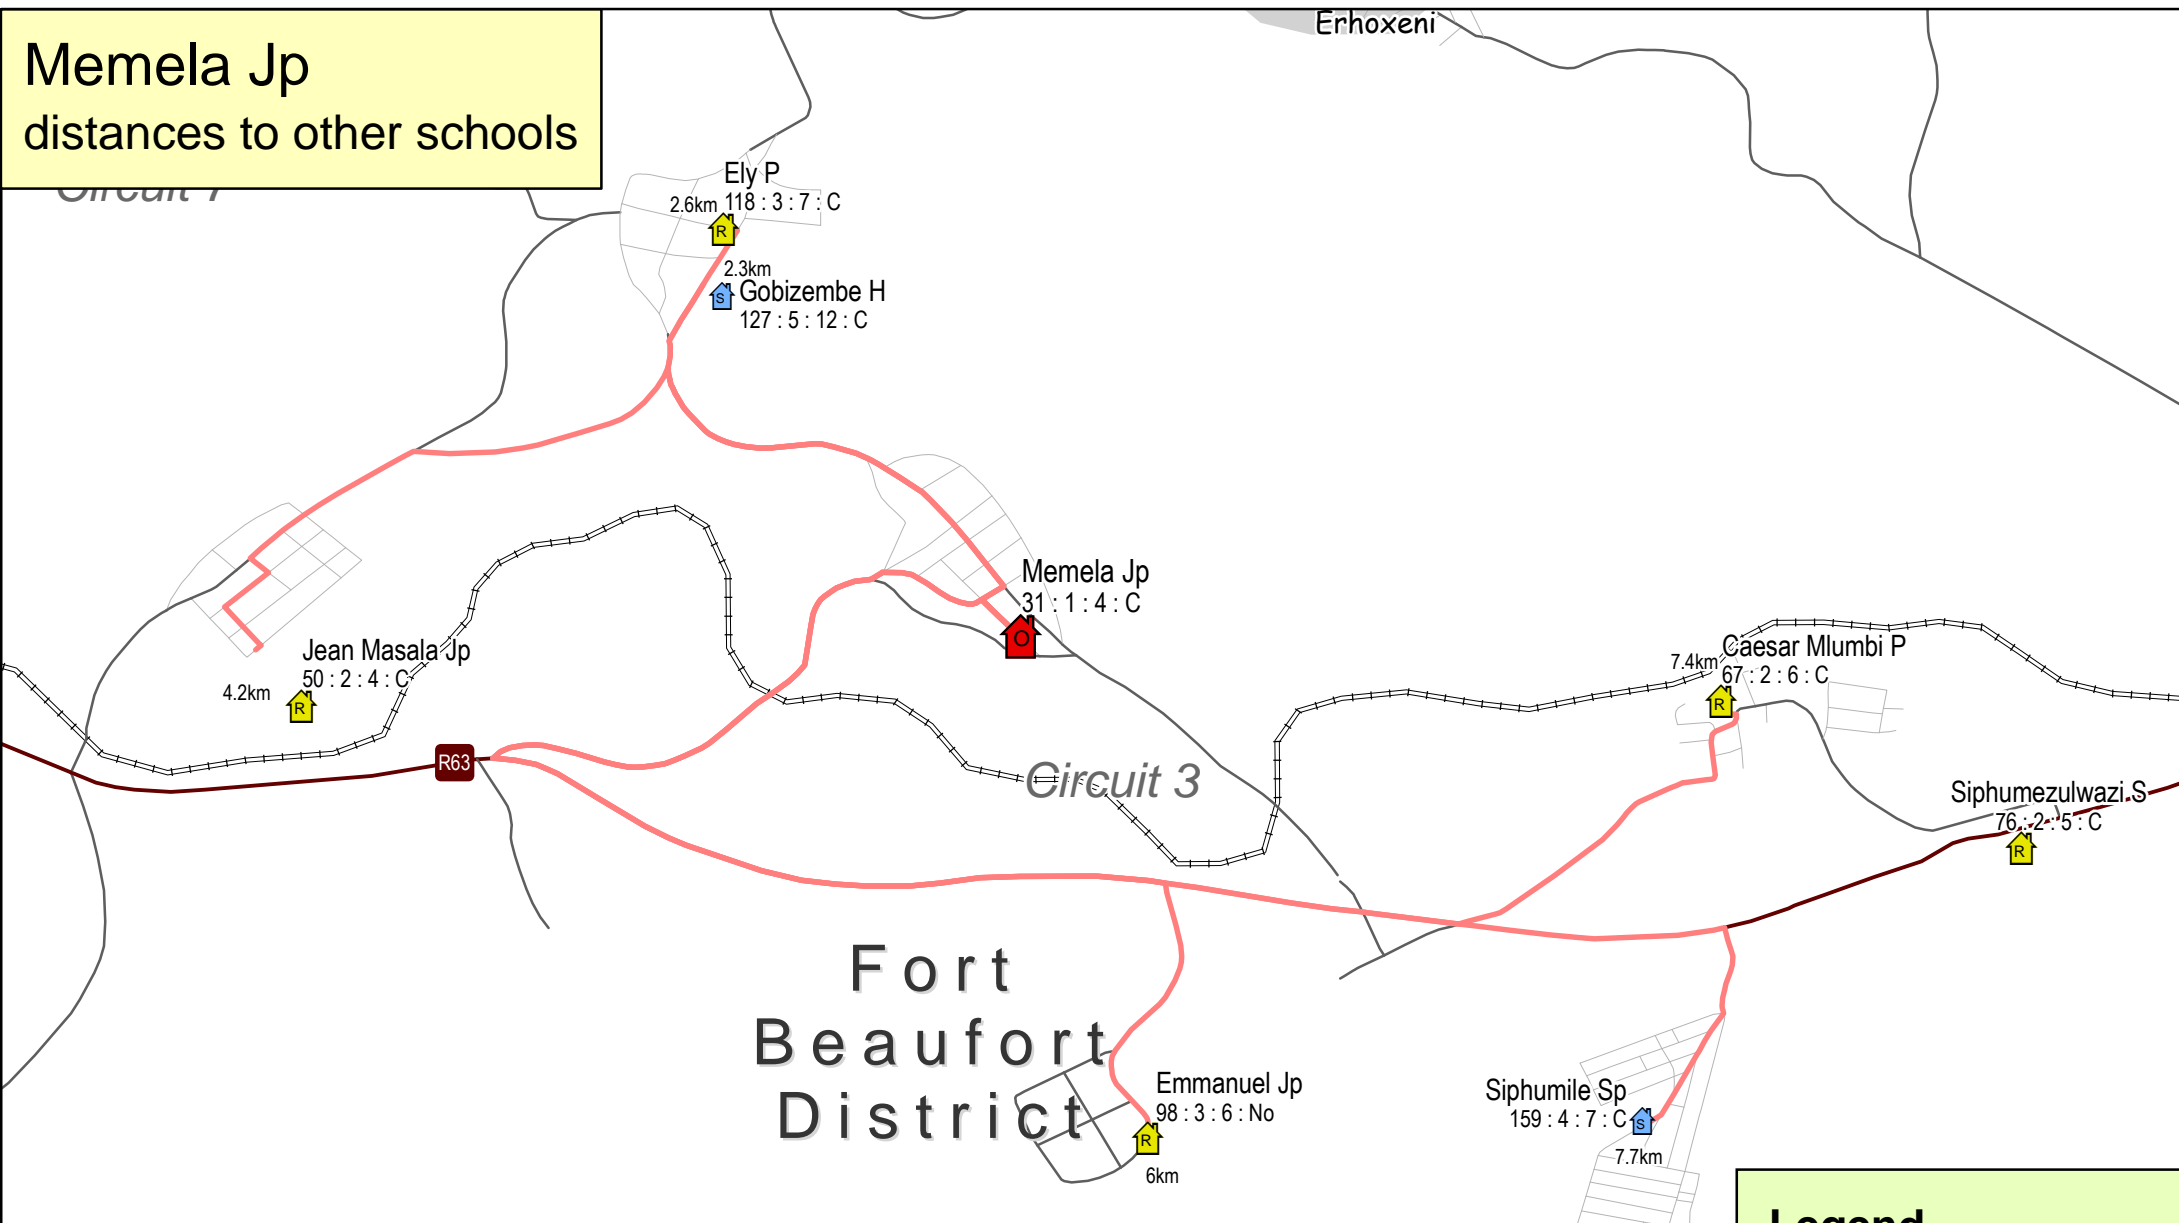 Memela Jp
distances to other schools
Erhoxeni
Ely P
2.6km
118 : 3 : 7 : C
R
2.3km
S
Gobizembe H
127 : 5 : 12 : C
Memela Jp
31 : 1 : 4 : C
O
Jean Masala Jp
50 : 2 : 4 : C
4.2km
R
Caesar Mlumbi P
7.4km
67 : 2 : 6 : C
R
R63
Circuit 3
Siphumezulwazi S
76 : 2 : 5 : C
R
Fort
Beaufort
District
Emmanuel Jp
98 : 3 : 6 : No
R
6km
Siphumile Sp
159 : 4 : 7 : C
S
7.7km
Legend